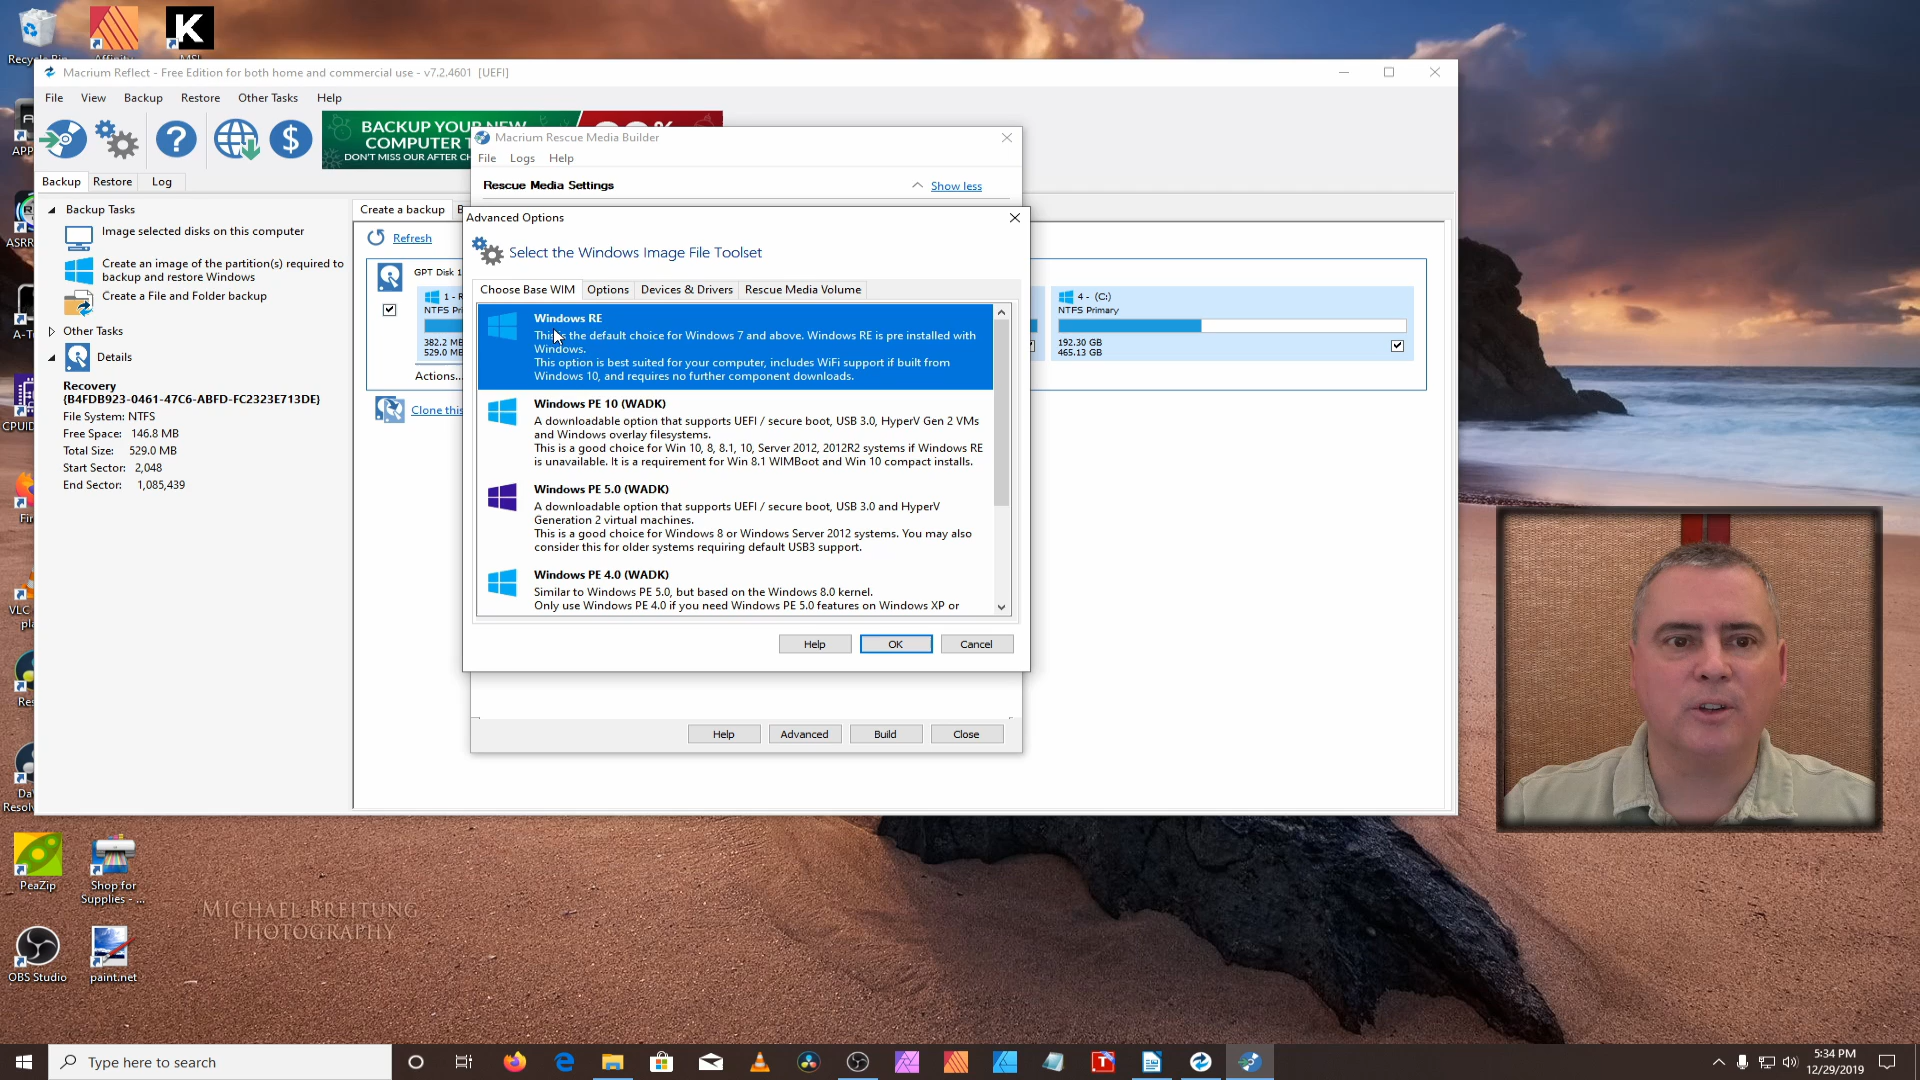 Recycle Bin
Affinity
MSI
Macrium Reflect - Free Edition for both home and commercial use - v7.2.4601 [UEFI]
File View Backup Restore Other Tasks Help
BACKUP YOUR NEW
COMPUTER T
DON'T MISS OUR AFTER CH
Backup Restore Log
Backup Tasks
Image selected disks on this computer
Create an image of the partition(s) required to
backup and restore Windows
Create a File and Folder backup
Other Tasks
Details
Recovery
{B4FDB923-0461-47C6-ABFD-FC2323E713DE}
File System: NTFS
Free Space: 146.8 MB
Total Size: 529.0 MB
Start Sector: 2,048
End Sector: 1,085,439
Create a backup B
Refresh
GPT Disk 1
1 - R
NTFS Prim
382.2 MB
529.0 MB
Actions...
Clone this
4 - (C:)
NTFS Primary
192.30 GB
465.13 GB
Macrium Rescue Media Builder
File Logs Help
Rescue Media Settings
Show less
Advanced Options
Select the Windows Image File Toolset
Choose Base WIM Options Devices & Drivers Rescue Media Volume
Windows RE
This is the default choice for Windows 7 and above. Windows RE is pre installed with
Windows.
This option is best suited for your computer, includes WiFi support if built from
Windows 10, and requires no further component downloads.
Windows PE 10 (WADK)
A downloadable option that supports UEFI / secure boot, USB 3.0, HyperV Gen 2 VMs
and Windows overlay filesystems.
This is a good choice for Win 10, 8, 8.1, 10, Server 2012, 2012R2 systems if Windows RE
is unavailable. It is a requirement for Win 8.1 WIMBoot and Win 10 compact installs.
Windows PE 5.0 (WADK)
A downloadable option that supports UEFI / secure boot, USB 3.0 and HyperV
Generation 2 virtual machines.
This is a good choice for Windows 8 or Windows Server 2012 systems. You may also
consider this for older systems requiring default USB3 support.
Windows PE 4.0 (WADK)
Similar to Windows PE 5.0, but based on the Windows 8.0 kernel.
Only use Windows PE 4.0 if you need Windows PE 5.0 features on Windows XP or
Help OK Cancel
Help Advanced Build Close
APP
ASRR
A-Tu
CPUID
Fir
VLC
pla
Res
Da
Resolv
PeaZip
Shop for
Supplies - ...
OBS Studio
paint.net
MICHAEL BREITUNG
PHOTOGRAPHY
Type here to search
5:34 PM
12/29/2019